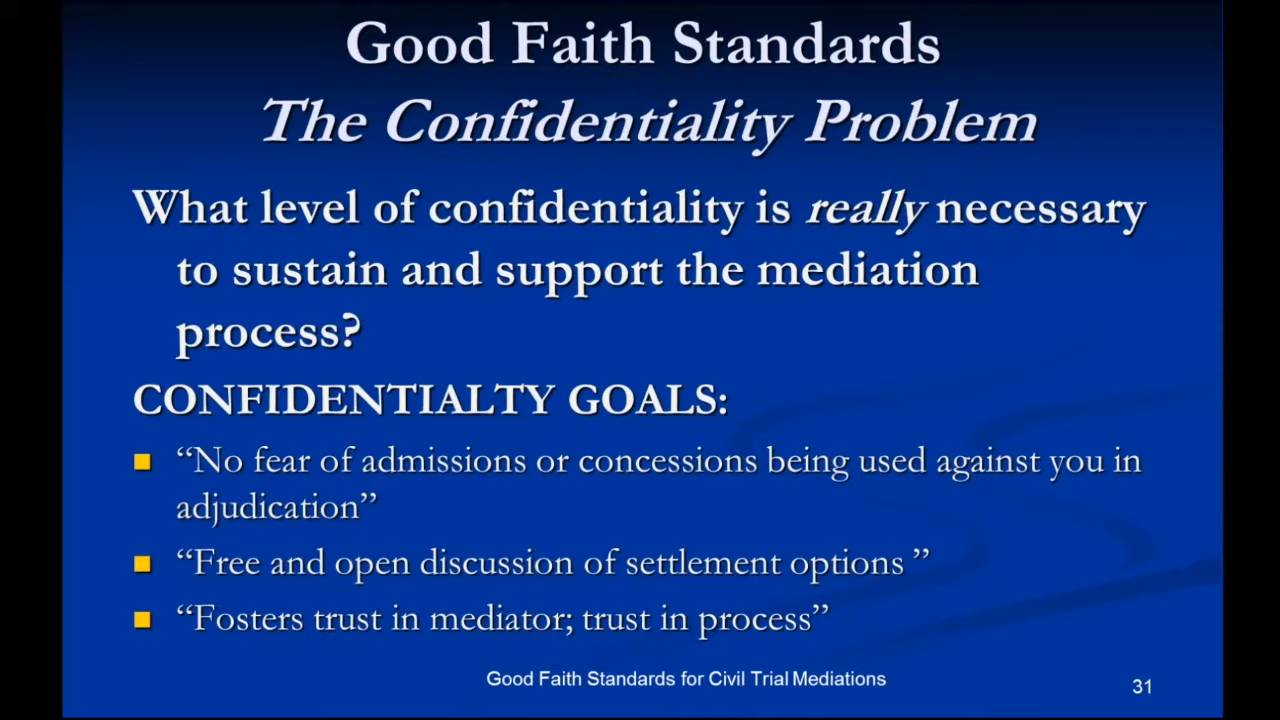 Good Faith Standards
The Confidentiality Problem
What level of confidentiality is really necessary
to sustain and support the mediation
process?
CONFIDENTIALTY GOALS:
“No fear of admissions or concessions being used against you in
adjudication”
“Free and open discussion of settlement options ”
“Fosters trust in mediator; trust in process”
Good Faith Standards for Civil Trial Mediations
31